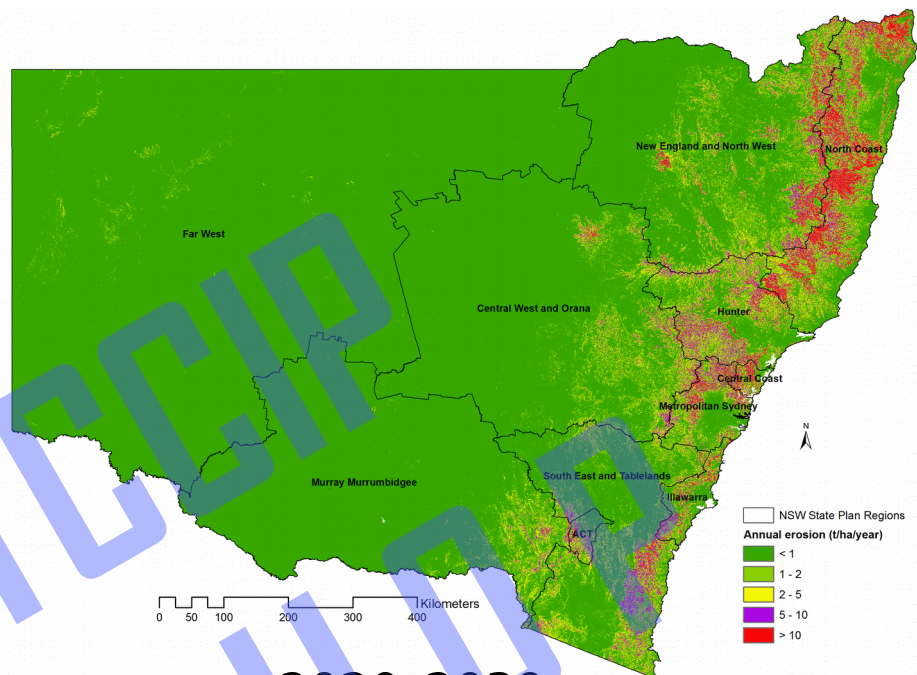 New England and North West
North Coast
Far West
Central West and Orana
Hunter
Central Coast
Metropolitan Sydney
South East and Tablelands
Murray Murrumbidgee
Illawarra
ACT
N
NSW State Plan Regions
Annual erosion (t/ha/year)
< 1
1 - 2
2 - 5
5 - 10
> 10
Kilometers
0 50 100 200 300 400